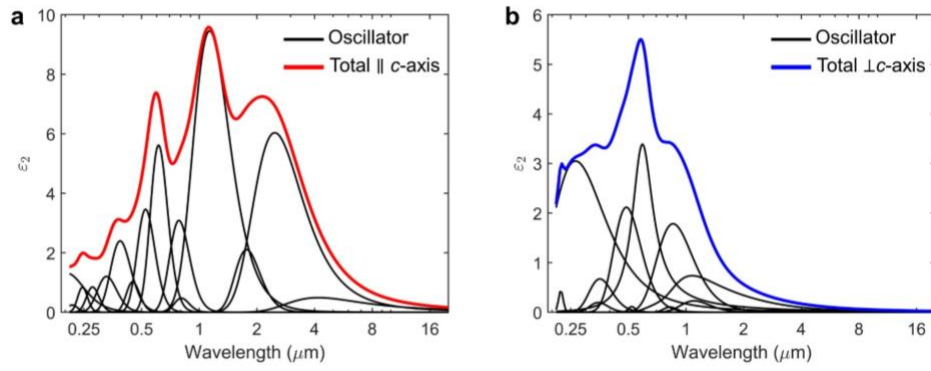 a
10
8
6
4
2
0
ε₂
0.25 0.5 1 2 4 8 16
Wavelength (μm)
Oscillator
Total || c-axis
b
6
5
4
3
2
1
0
ε₂
0.25 0.5 1 2 4 8 16
Wavelength (μm)
Oscillator
Total ⊥c-axis